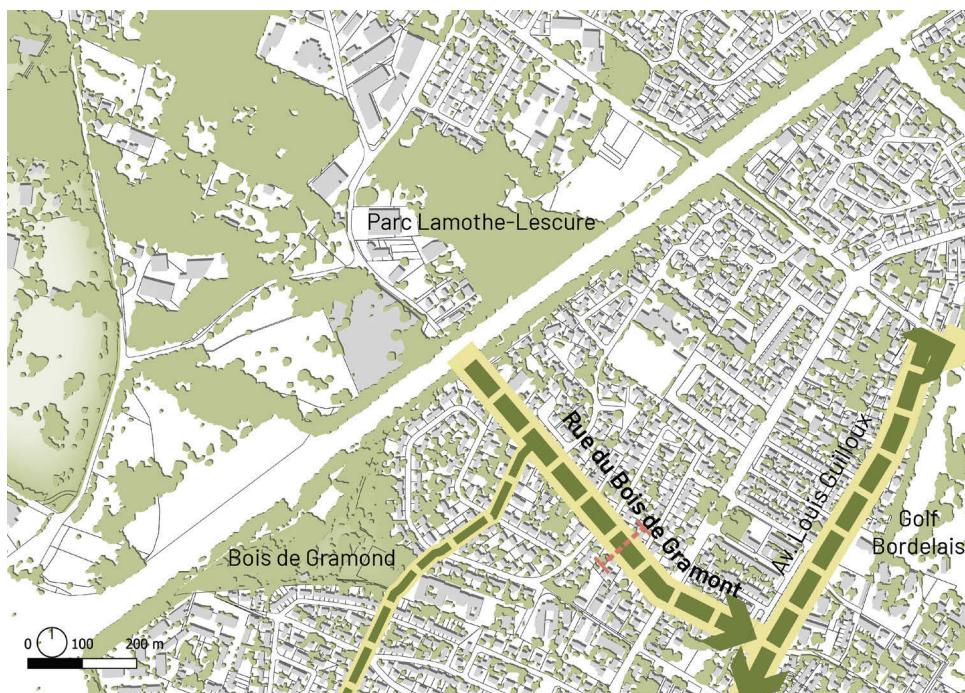 Parc Lamothe-Lescure
Rue du Bois de Gramont
Av. Louis Guilloux
Golf
Bordelais
Bois de Gramond
0 100 200 m